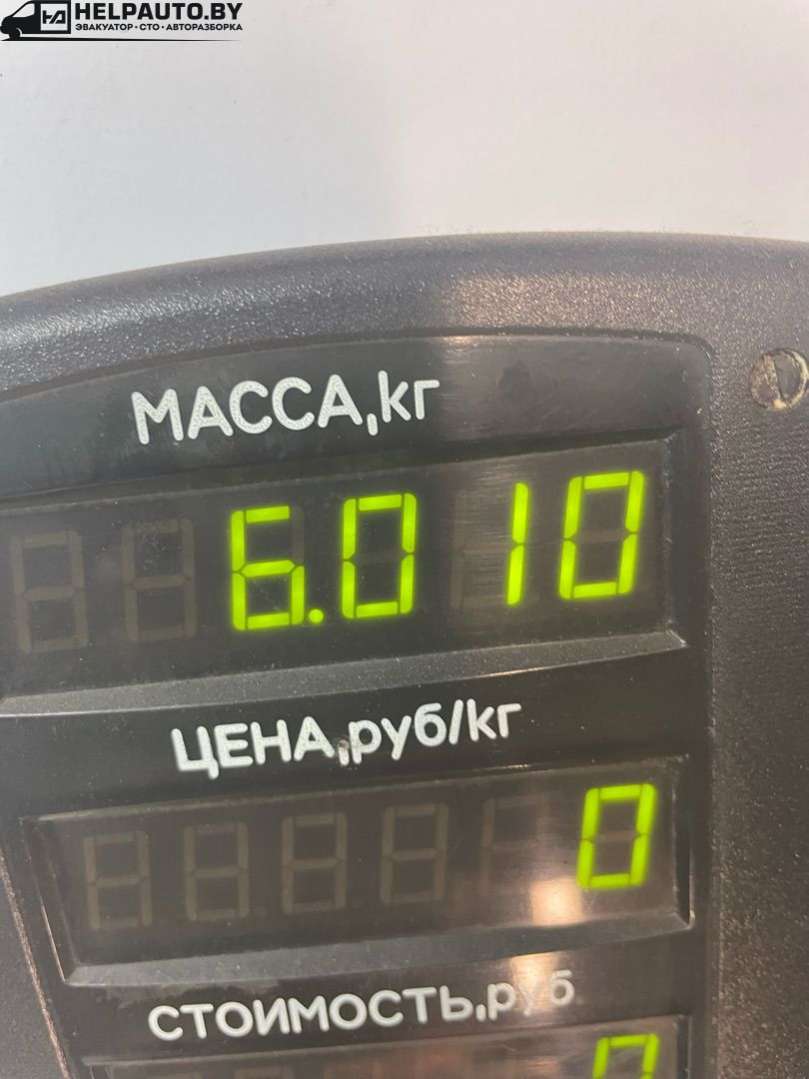 HELPAUTO.BY
ЭВАКУАТОР • СТО • АВТОРАЗБОРКА
МАССА,кг
6.010
ЦЕНА,руб/кг
0
СТОИМОСТЬ,руб
0